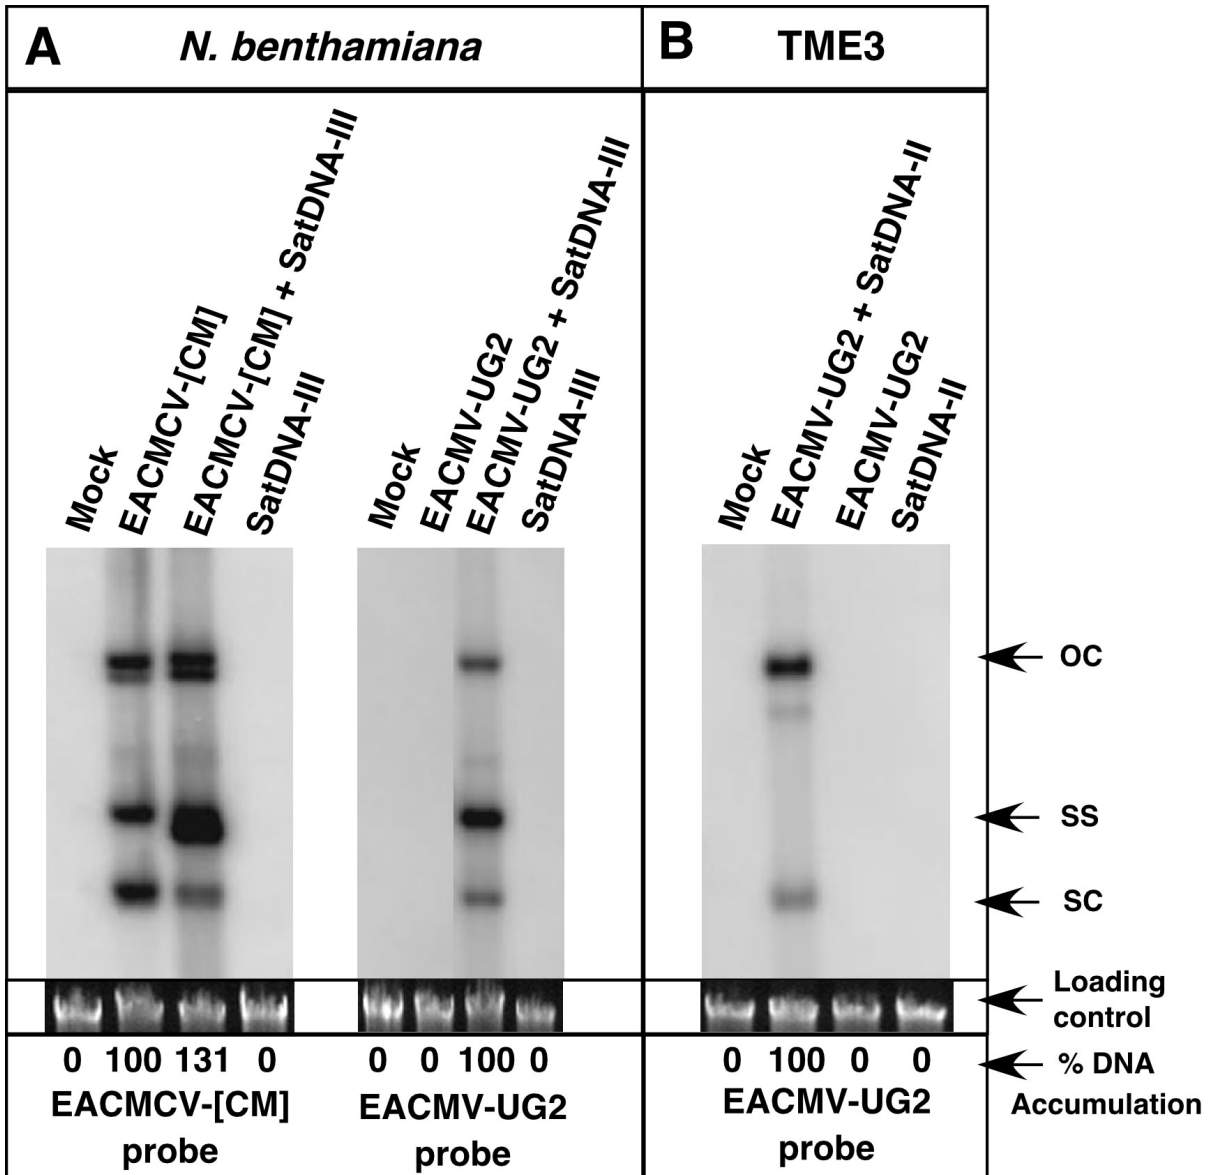 A N. benthamiana B TME3
Mock
EACMCV-[CM]
EACMCV-[CM] + SatDNA-III
SatDNA-III
Mock
EACMV-UG2
EACMV-UG2 + SatDNA-III
SatDNA-III
Mock
EACMV-UG2 + SatDNA-II
EACMV-UG2
SatDNA-II
OC
SS
SC
Loading
control
0 100 131 0 0 0 100 0 0 100 0 0 % DNA
Accumulation
EACMCV-[CM]
probe
EACMV-UG2
probe
EACMV-UG2
probe